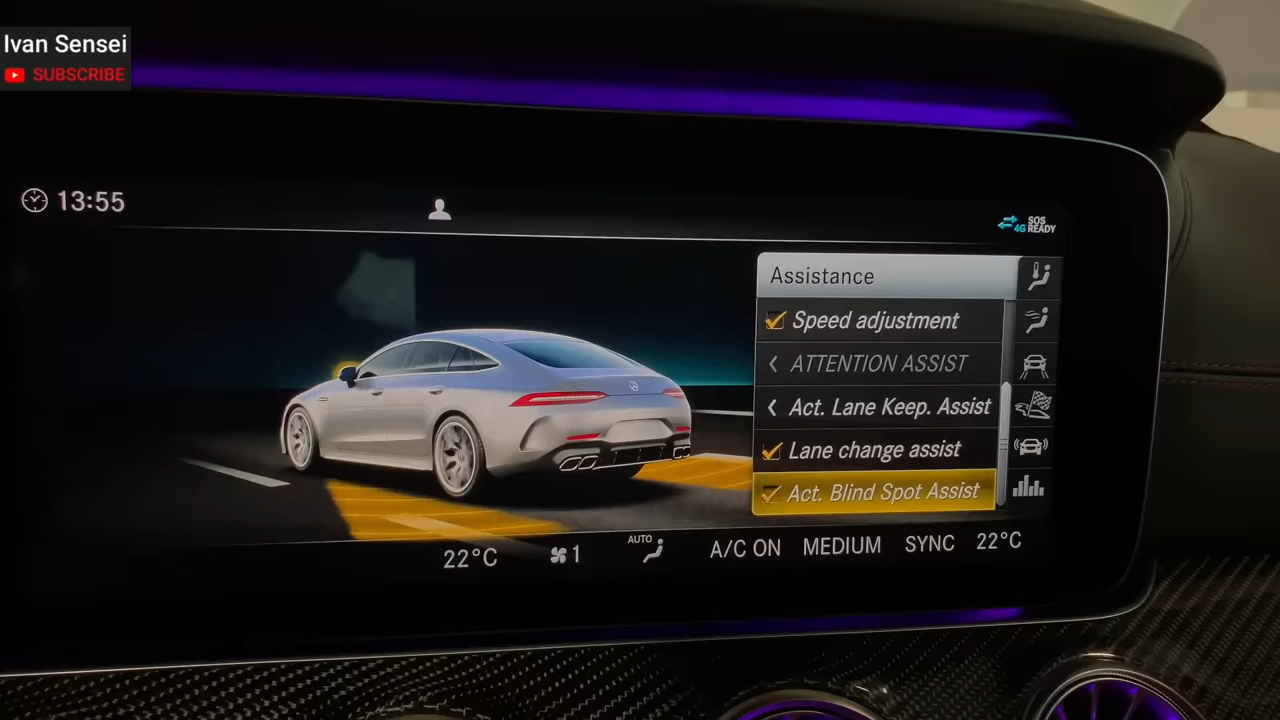 Ivan Sensei
SUBSCRIBE
13:55
4G
SOS
READY
Assistance
Speed adjustment
ATTENTION ASSIST
Act. Lane Keep. Assist
Lane change assist
Act. Blind Spot Assist
22°C
1
AUTO
A/C ON
MEDIUM
SYNC
22°C